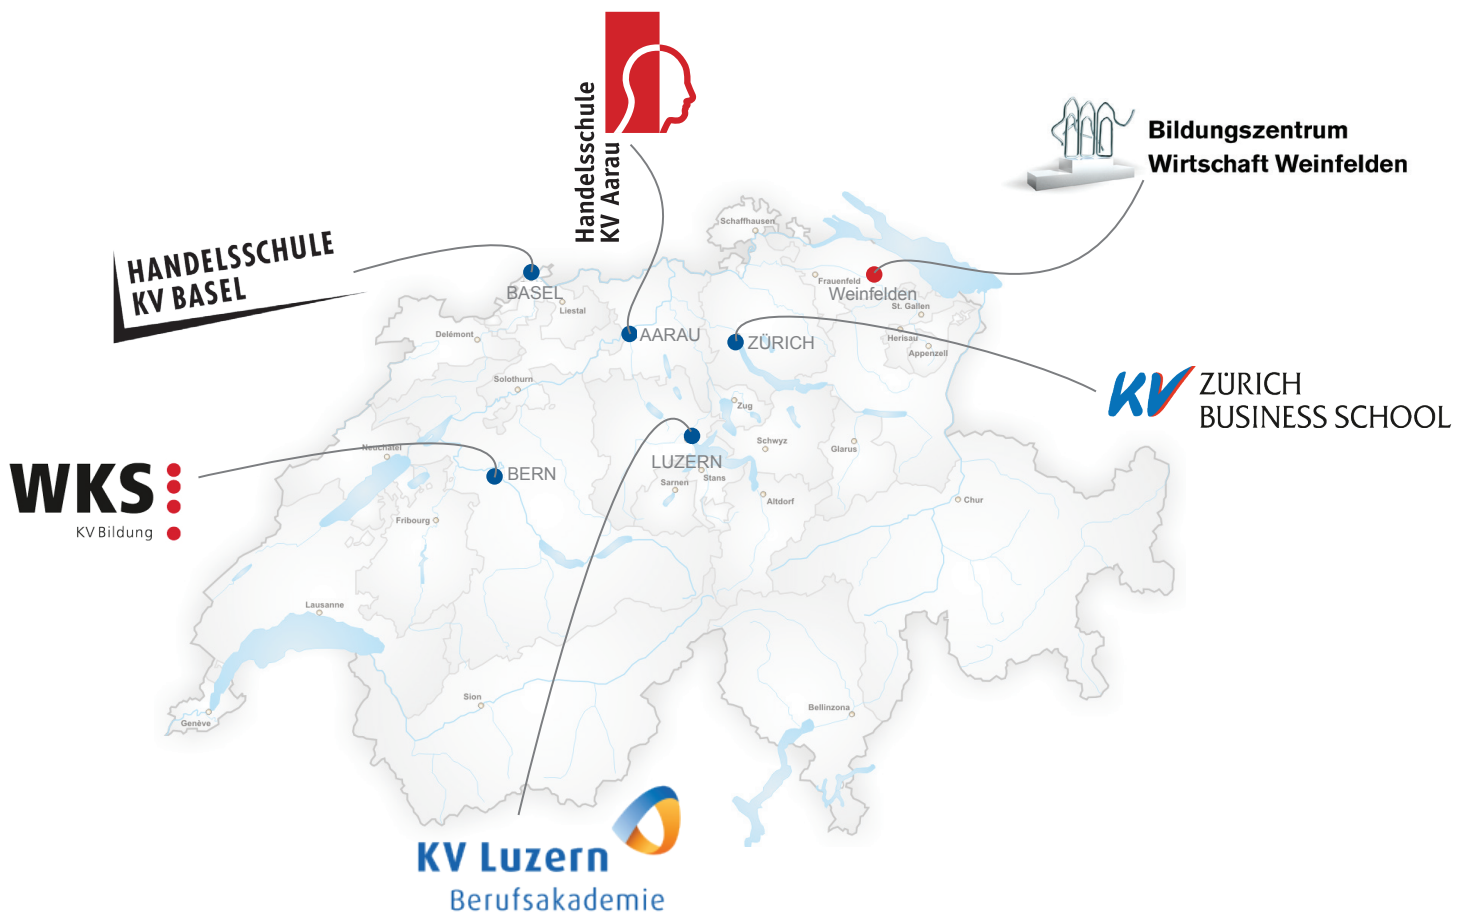 Handelsschule
KV Aarau
Bildungszentrum
Wirtschaft Weinfelden
HANDELSSCHULE
KV BASEL
Schaffhausen
BASEL
Liestal
Frauenfeld
Weinfelden
St. Gallen
Delémont
AARAU
ZÜRICH
Herisau
Appenzell
Solothurn
Zug
KV ZÜRICH
BUSINESS SCHOOL
Neuchâtel
Schwyz
Glarus
LUZERN
BERN
Stans
Sarnen
WKS
KV Bildung
Altdorf
Chur
Fribourg
Lausanne
Sion
Bellinzona
Genève
KV Luzern
Berufsakademie